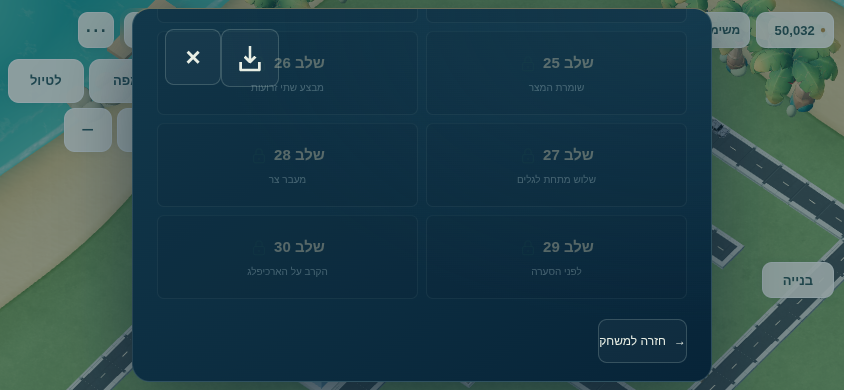 50,032
משימ
לטיול
מפה
שלב 25
שומרת המצר
שלב 26
מבצע שתי זרועות
שלב 27
שלוש מתחת לגלים
שלב 28
מעבר צר
שלב 29
לפני הסערה
שלב 30
הקרב על הארכיפלג
בנייה
→ חזרה למשחק